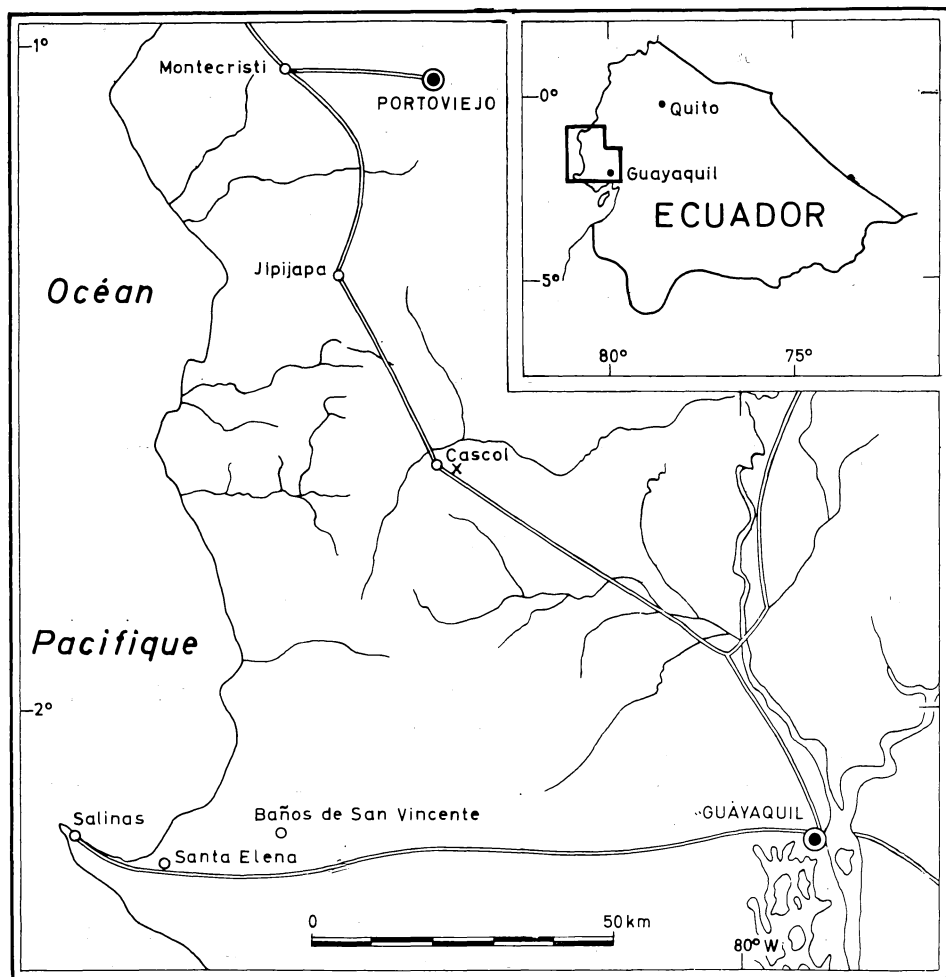 1°
Montecristi
PORTOVIEJO
0°
Quito
Guayaquil
ECUADOR
5°
80°
75°
Jipijapa
Océan
Cascol
x
Pacifique
2°
Salinas
Baños de San Vincente
GUAYAQUIL
Santa Elena
0
50 km
80° W